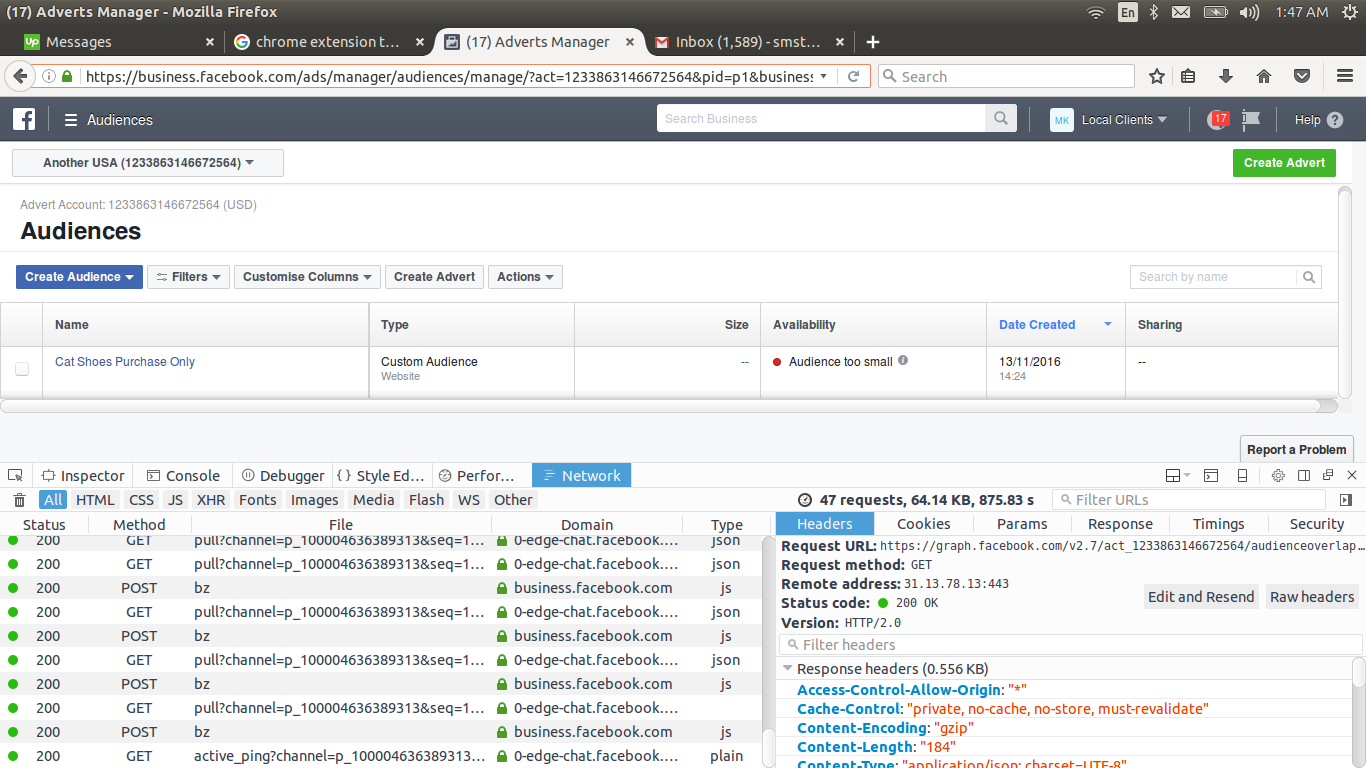 (17) Adverts Manager - Mozilla Firefox En 1:47 AM
Up Messages × chrome extension t... × (17) Adverts Manager × Inbox (1,589) - smst... × +
https://business.facebook.com/ads/manager/audiences/manage/?act=1233863146672564&pid=p1&business Search
f Audiences Search Business MK Local Clients 17 Help ?
Another USA (1233863146672564) Create Advert
Advert Account: 1233863146672564 (USD)
Audiences
Create Audience Filters Customise Columns Create Advert Actions Search by name
Name Type Size Availability Date Created Sharing
Cat Shoes Purchase Only Custom Audience -- Audience too small 13/11/2016 --
Website 14:24
Report a Problem
Inspector Console Debugger { } Style Ed... Perfor... Network
All HTML CSS JS XHR Fonts Images Media Flash WS Other 47 requests, 64.14 KB, 875.83 s Filter URLs
Status Method File Domain Type Headers Cookies Params Response Timings Security
200 GET pull?channel=p_100004636389313&seq=1... 0-edge-chat.facebook.... json
200 GET pull?channel=p_100004636389313&seq=1... 0-edge-chat.facebook.... json
200 POST bz business.facebook.com js
200 GET pull?channel=p_100004636389313&seq=1... 0-edge-chat.facebook.... json
200 POST bz business.facebook.com js
200 GET pull?channel=p_100004636389313&seq=1... 0-edge-chat.facebook.... json
200 POST bz business.facebook.com js
200 GET pull?channel=p_100004636389313&seq=1... 0-edge-chat.facebook....
200 POST bz business.facebook.com js
200 GET active_ping?channel=p_100004636389313... 0-edge-chat.facebook.... plain
Request URL: https://graph.facebook.com/v2.7/act_1233863146672564/audienceoverlap...
Request method: GET
Remote address: 31.13.78.13:443
Status code: 200 OK Edit and Resend Raw headers
Version: HTTP/2.0
Filter headers
Response headers (0.556 KB)
Access-Control-Allow-Origin: "*"
Cache-Control: "private, no-cache, no-store, must-revalidate"
Content-Encoding: "gzip"
Content-Length: "184"
Content-Type: "application/json; charset=UTF-8"